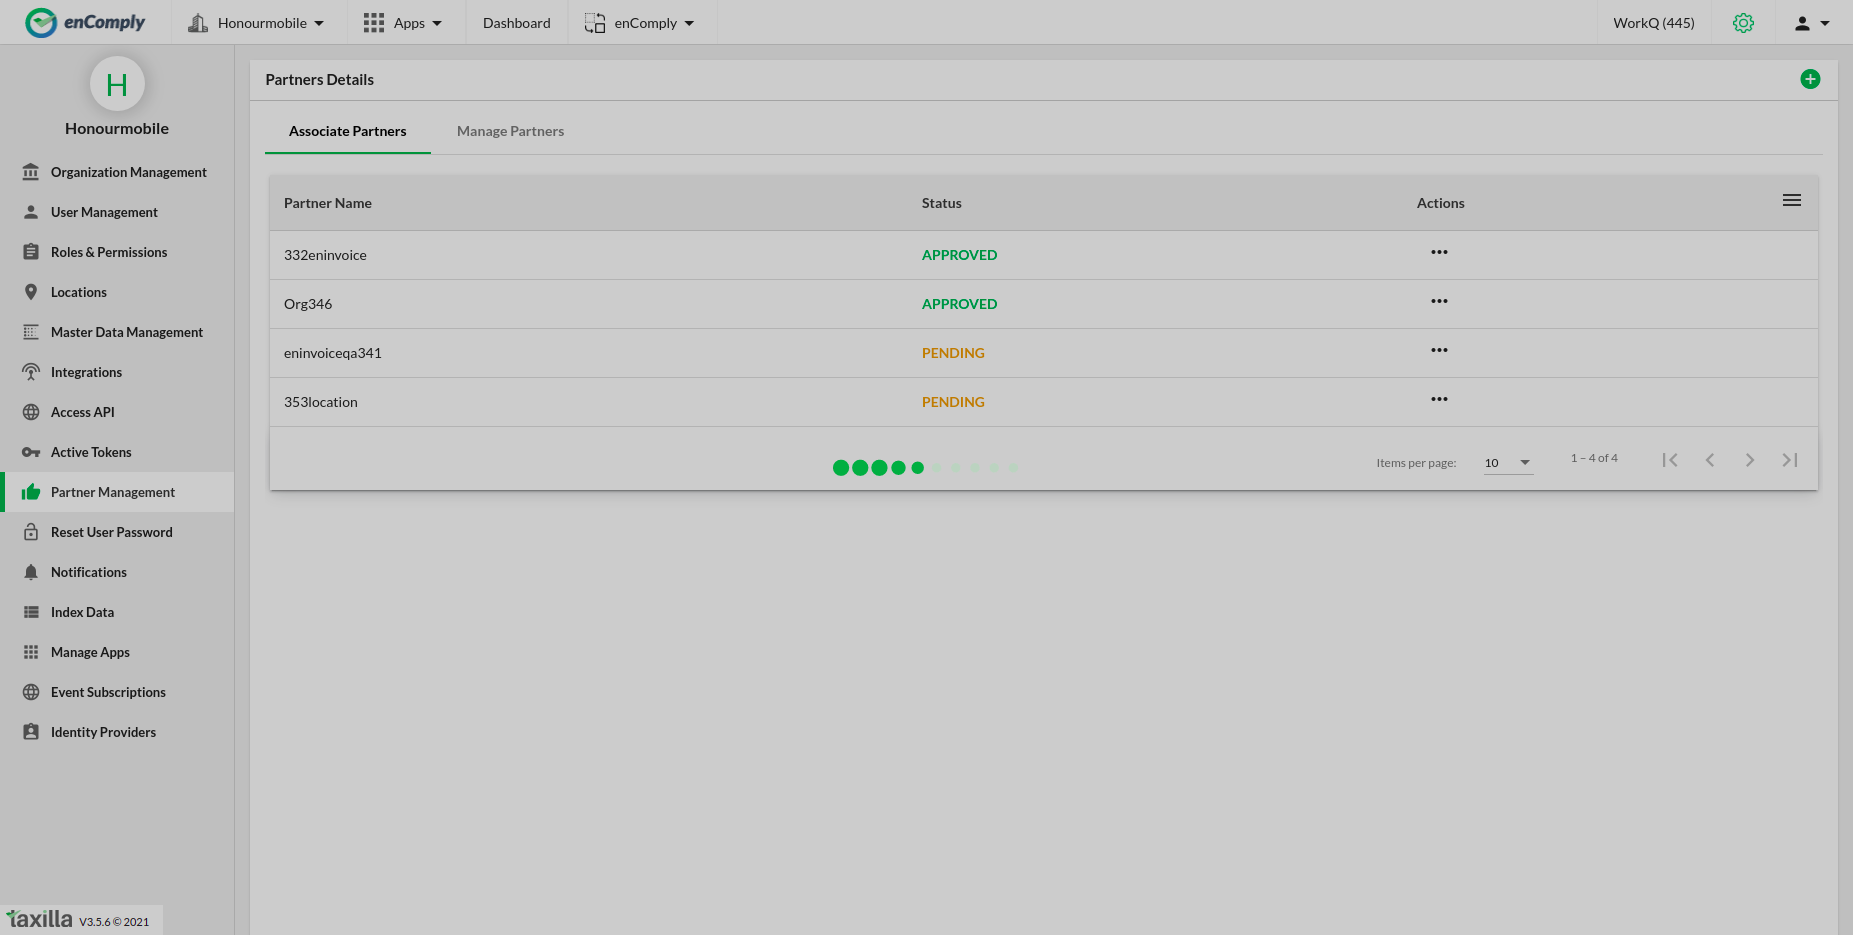 enComply
Honourmobile
Apps
Dashboard
enComply
WorkQ (445)
H
Honourmobile
Organization Management
User Management
Roles & Permissions
Locations
Master Data Management
Integrations
Access API
Active Tokens
Partner Management
Reset User Password
Notifications
Index Data
Manage Apps
Event Subscriptions
Identity Providers
taxilla V3.5.6 © 2021
Partners Details
Associate Partners
Manage Partners
Partner Name Status Actions
332eninvoice APPROVED
Org346 APPROVED
eninvoiceqa341 PENDING
353location PENDING
Items per page: 10 1 – 4 of 4